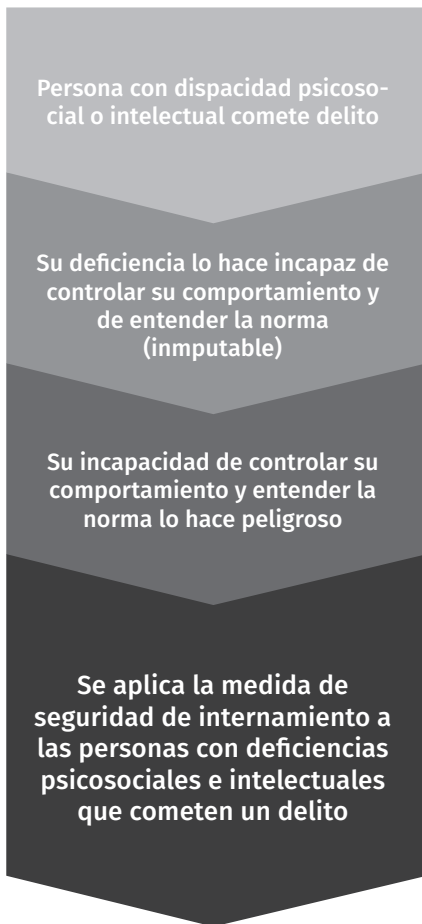 Persona con dispacidad psicoso-
cial o intelectual comete delito
Su deficiencia lo hace incapaz de
controlar su comportamiento y
de entender la norma
(inmputable)
Su incapacidad de controlar su
comportamiento y entender la
norma lo hace peligroso
Se aplica la medida de
seguridad de internamiento a
las personas con deficiencias
psicosociales e intelectuales
que cometen un delito